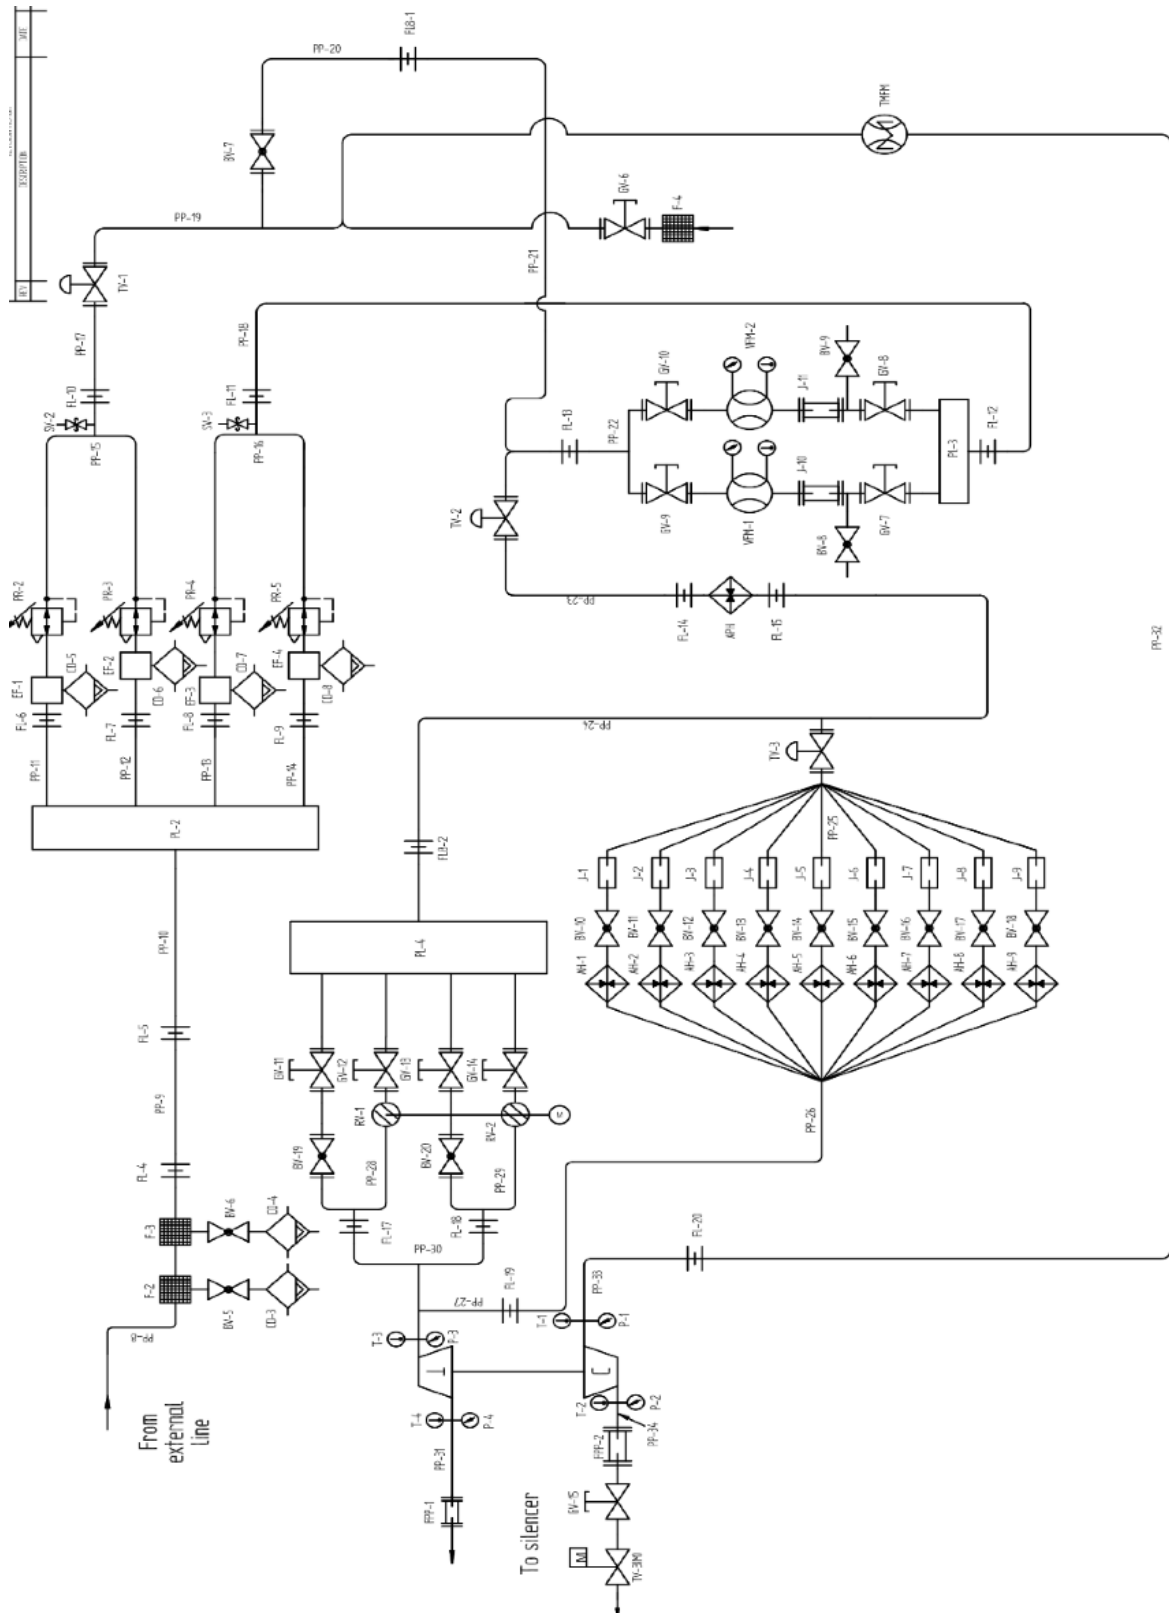 DATE
DESCRIPTION
REV
PP-20
FLB-1
BV-7
TMFM
PP-19
GV-6
F-4
TV-1
PP-21
PP-17
PP-18
FL-10
FL-11
SV-2
SV-3
PP-15
PP-16
GV-10
VFM-2
J-11
BV-9
GV-8
FL-13
PP-22
PL-3
FL-12
TV-2
GV-9
VFM-1
J-10
BV-8
GV-7
PR-2
PR-3
PR-4
PR-5
PP-23
FL-14
APH
FL-15
CD-5
EF-1
EF-2
CD-6
EF-3
CD-7
EF-4
CD-8
FL-6
FL-7
FL-8
FL-9
PP-32
PP-24
TV-3
PP-11
PP-12
PP-13
PP-14
PL-2
FLB-2
PP-25
J-1
J-2
J-3
J-4
J-5
J-6
J-7
J-8
J-9
BV-10
BV-11
BV-12
BV-13
BV-14
BV-15
BV-16
BV-17
BV-18
PL-4
AH-1
AH-2
AH-3
AH-4
AH-5
AH-6
AH-7
AH-8
AH-9
PP-10
FL-5
GV-12
GV-13
GV-14
PP-9
RV-1
RV-2
PP-26
BV-19
PP-28
BV-20
PP-29
FL-4
F-3
BV-6
CD-4
FL-17
FL-18
PP-30
FL-20
F-2
BV-5
CD-3
PP-27
FL-19
PP-33
PP-8
T-3
P-3
T-1
P-1
T
C
From
external
line
T-4
P-4
T-2
P-2
PP-31
PP-34
FPP-1
FPP-2
To silencer
GV-15
M